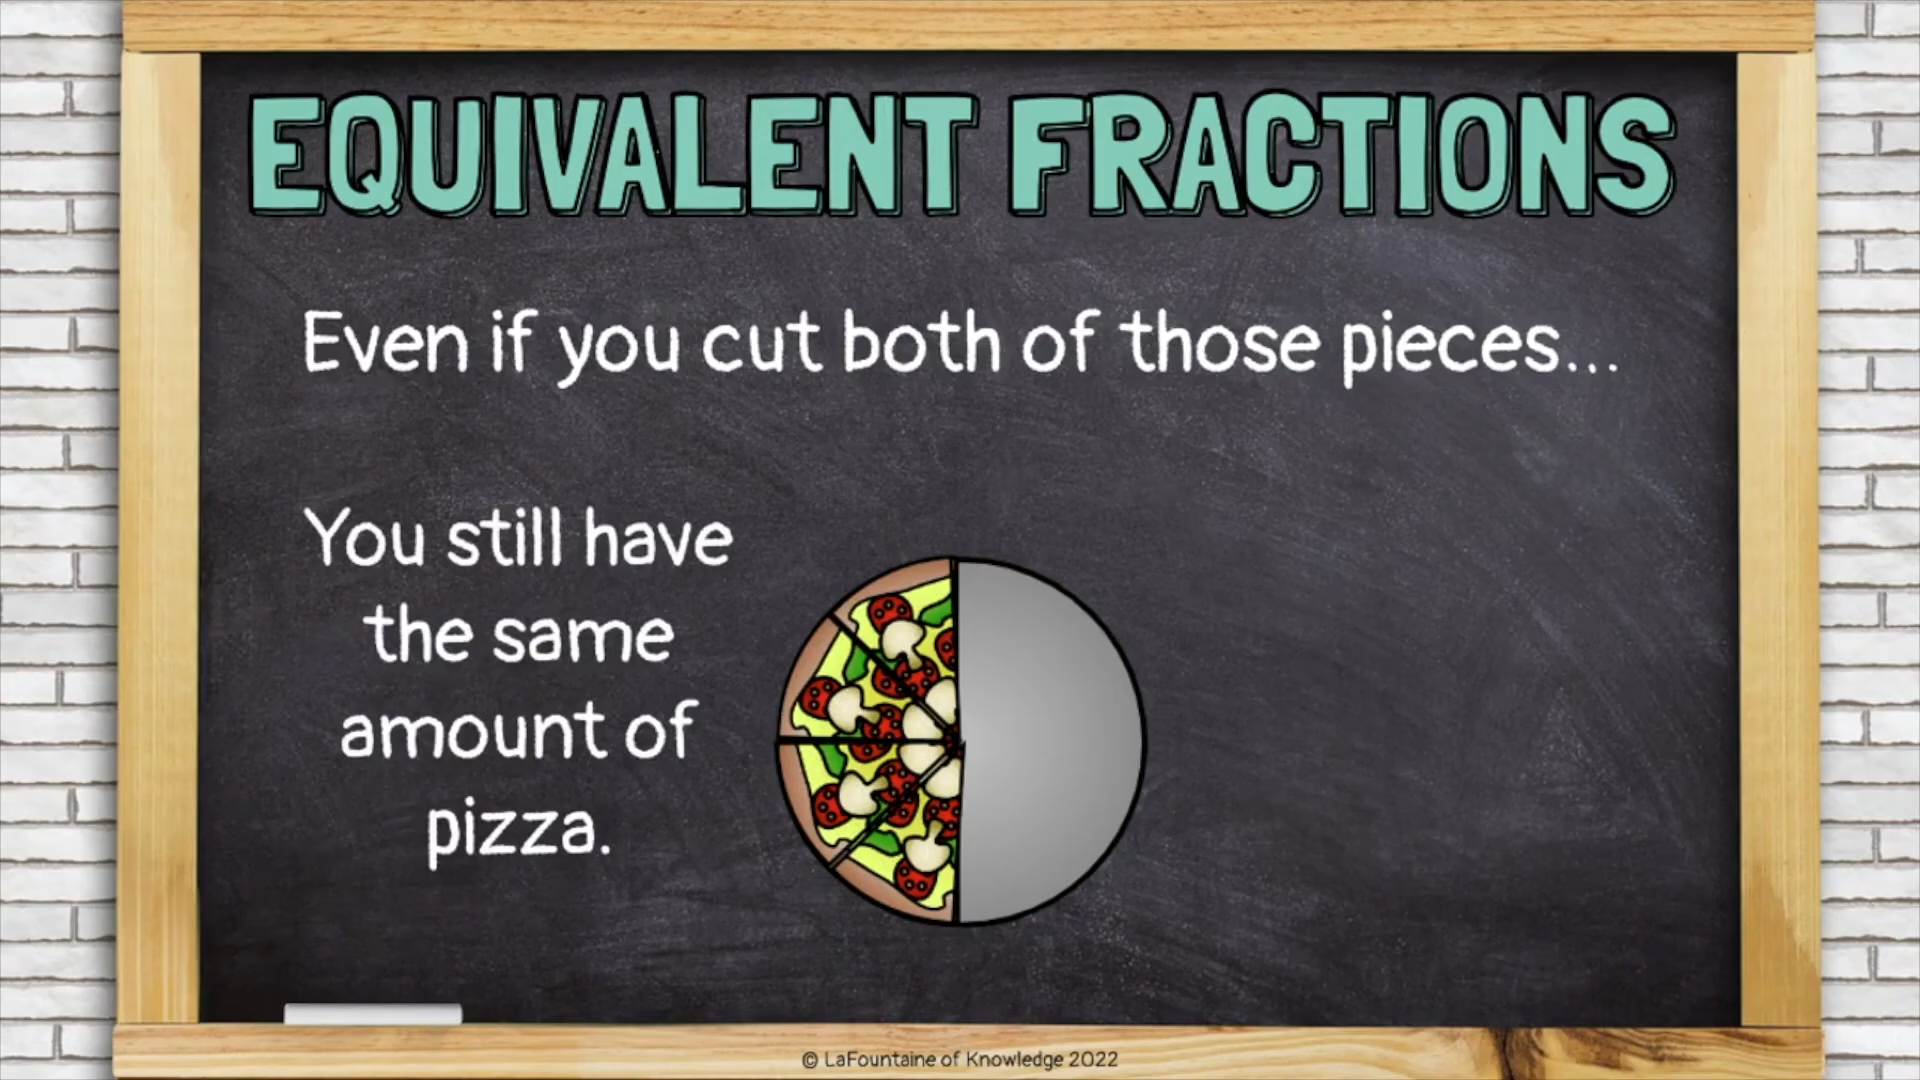 EQUIVALENT FRACTIONS
Even if you cut both of those pieces...
You still have
the same
amount of
pizza.
© LaFountaine of Knowledge 2022